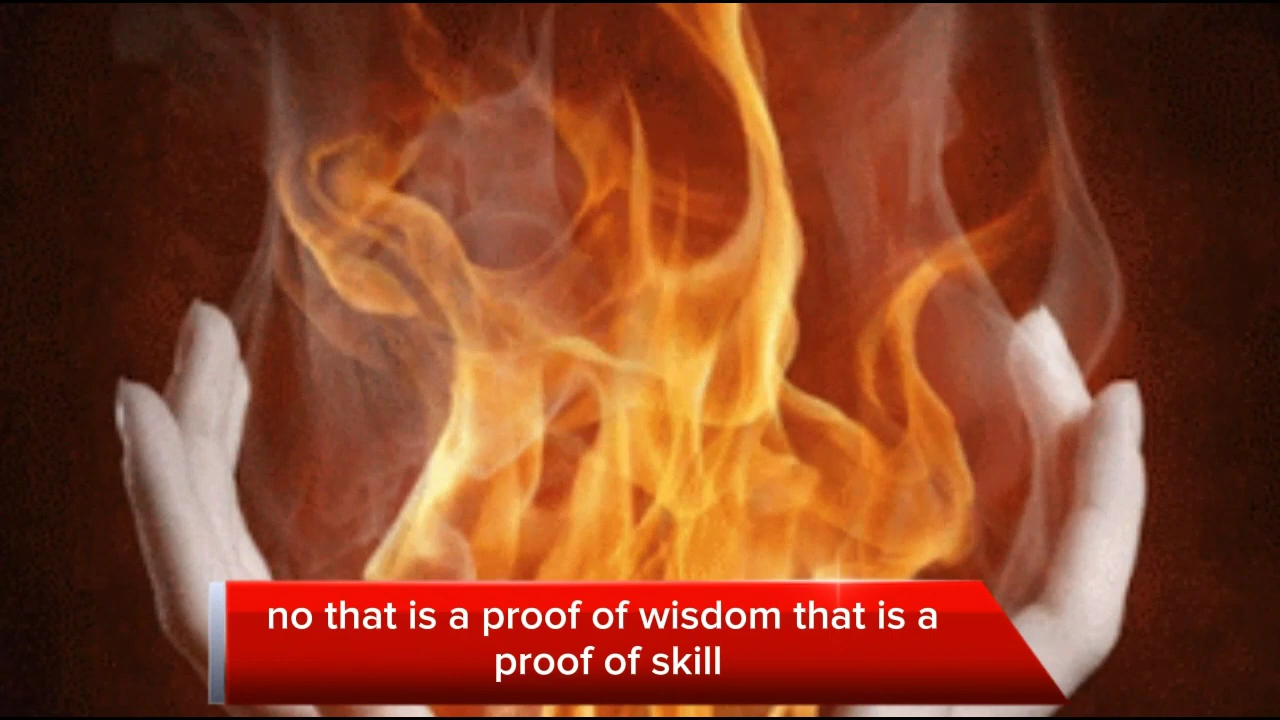 no that is a proof of wisdom that is a
proof of skill